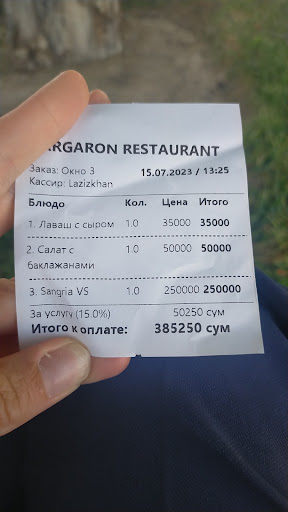 ARGARON RESTAURANT
Заказ: Окно 3 15.07.2023 / 13:25
Кассир: Lazizkhan
Блюдо Кол. Цена Итого
1. Лаваш с сыром 1.0 35000 35000
2. Салат с 1.0 50000 50000
баклажанами
3. Sangria VS 1.0 250000 250000
За услугу (15.0%) 50250 сум
Итого к оплате: 385250 сум